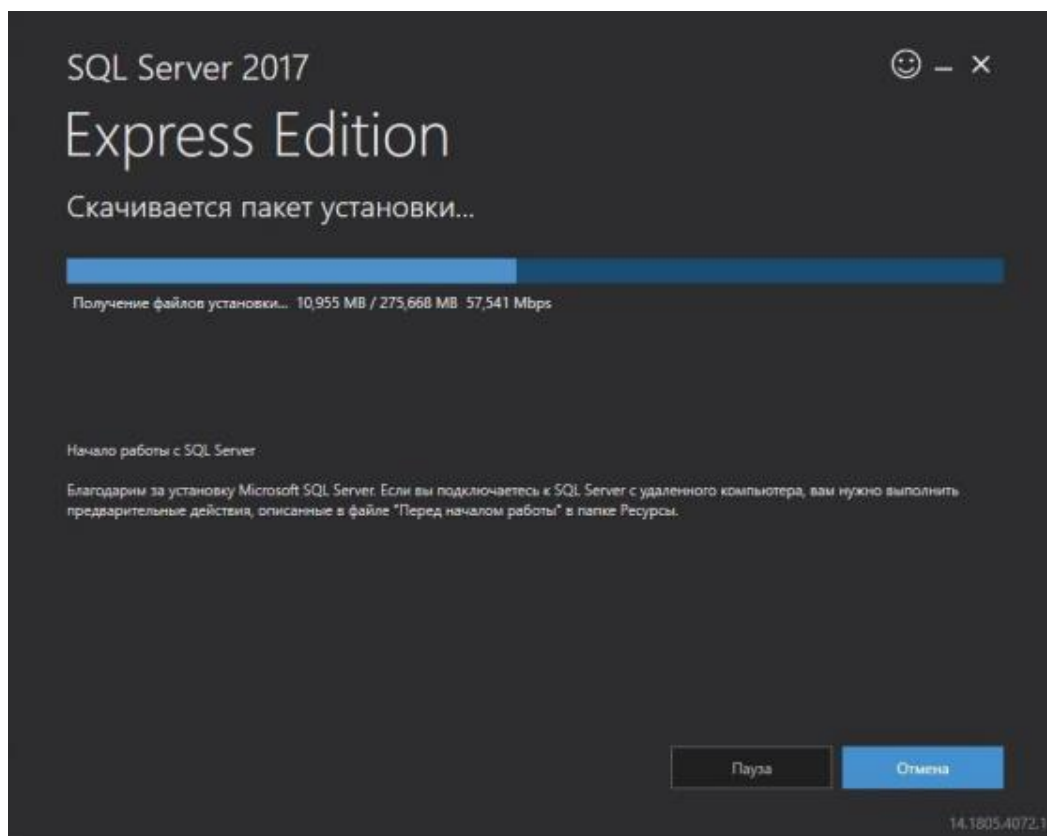 SQL Server 2017
Express Edition
Скачивается пакет установки...
Получение файлов установки... 10,955 MB / 275,668 MB 57,541 Mbps
Начало работы с SQL Server
Благодарим за установку Microsoft SQL Server. Если вы подключаетесь к SQL Server с удаленного компьютера, вам нужно выполнить
предварительные действия, описанные в файле "Перед началом работы" в папке Ресурсы.
Пауза
Отмена
14.1805.4072.1